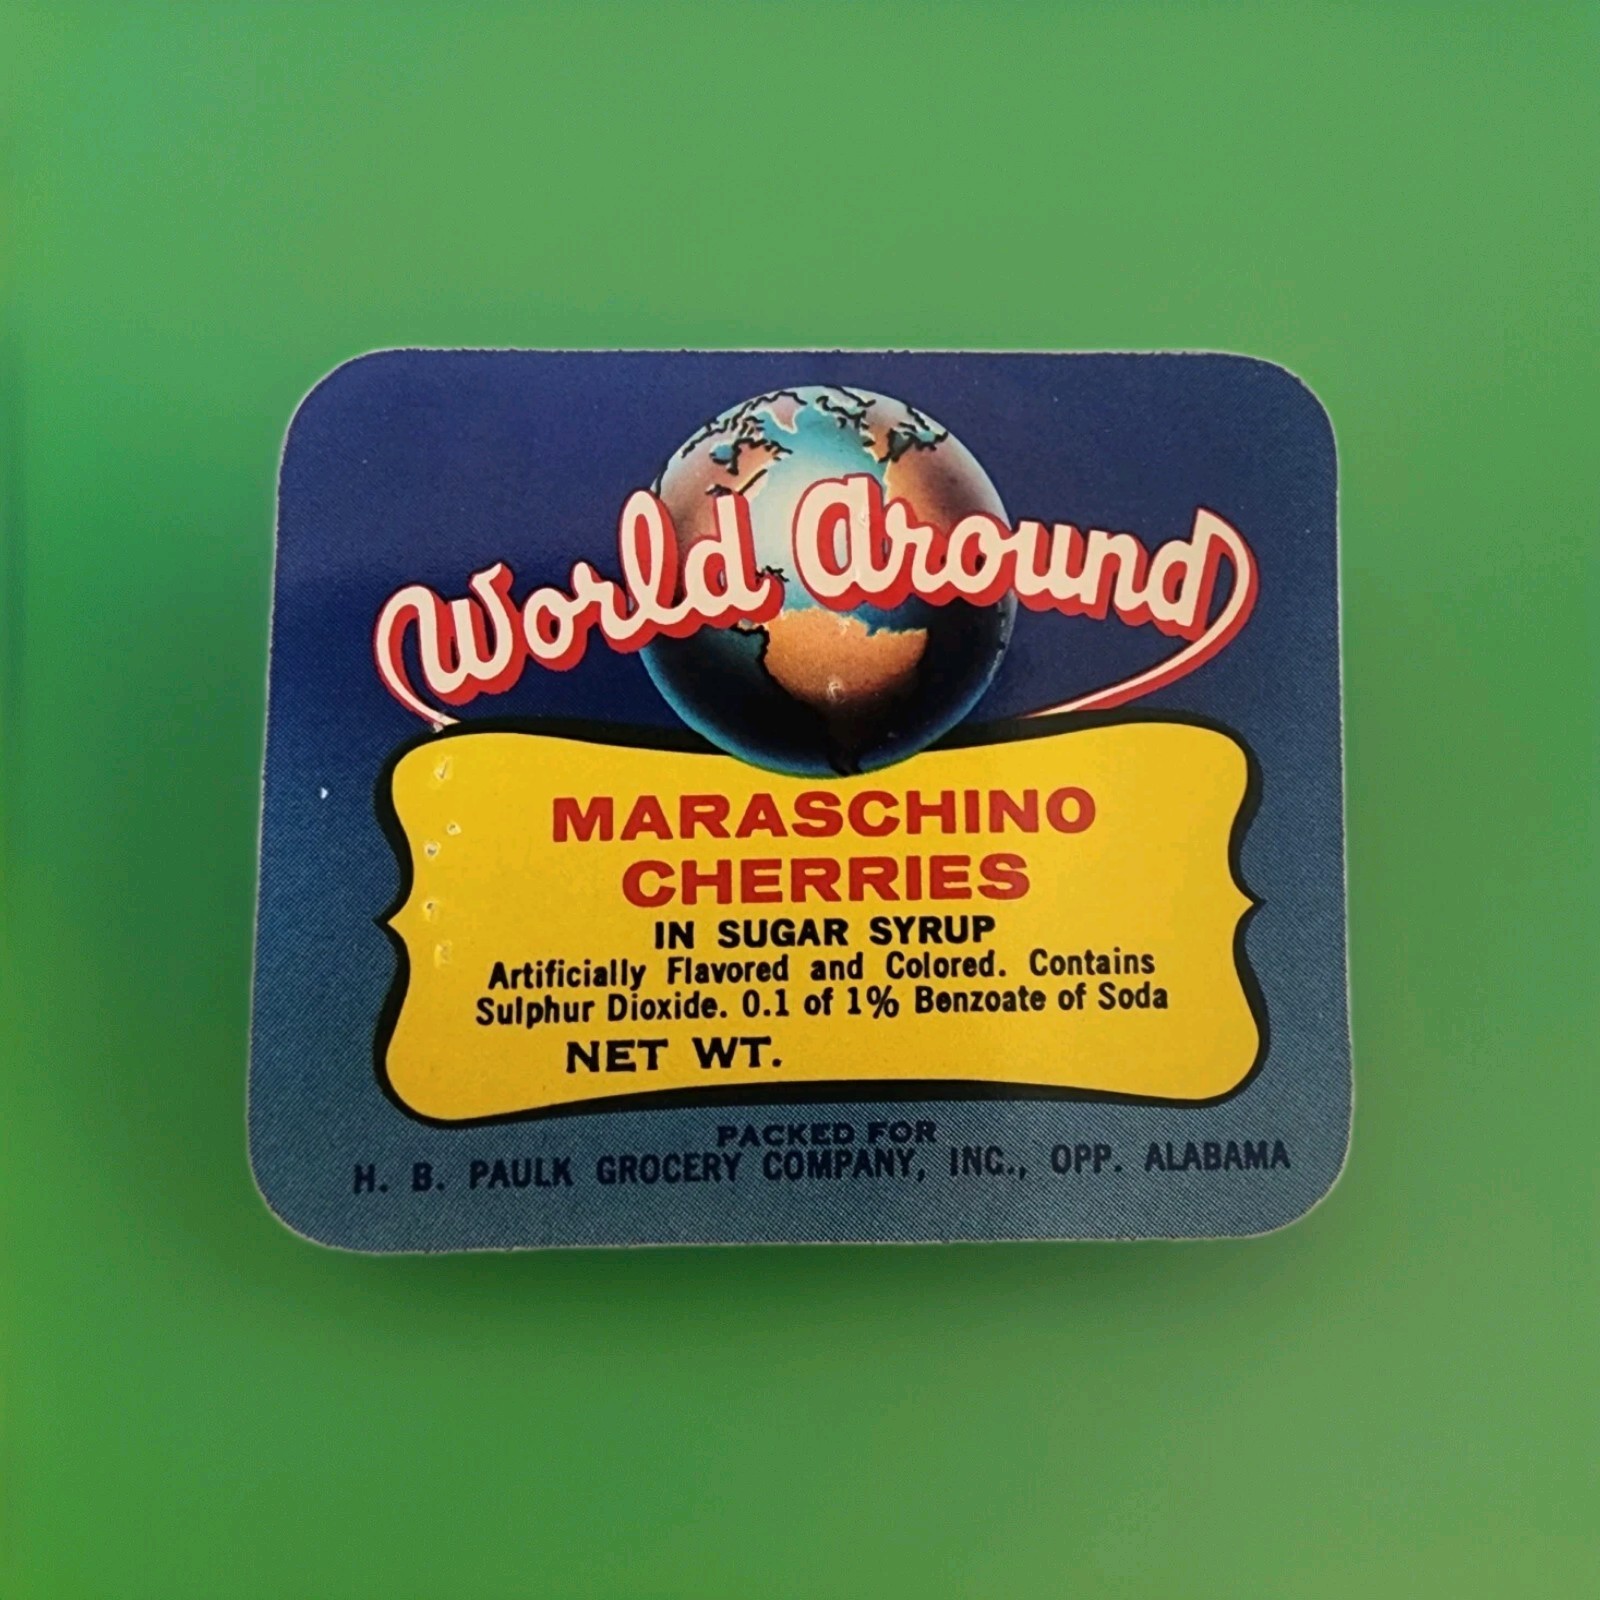 World Around
MARASCHINO
CHERRIES
IN SUGAR SYRUP
Artificially Flavored and Colored. Contains
Sulphur Dioxide. 0.1 of 1% Benzoate of Soda
NET WT.
PACKED FOR
H. B. PAULK GROCERY COMPANY, INC., OPP. ALABAMA